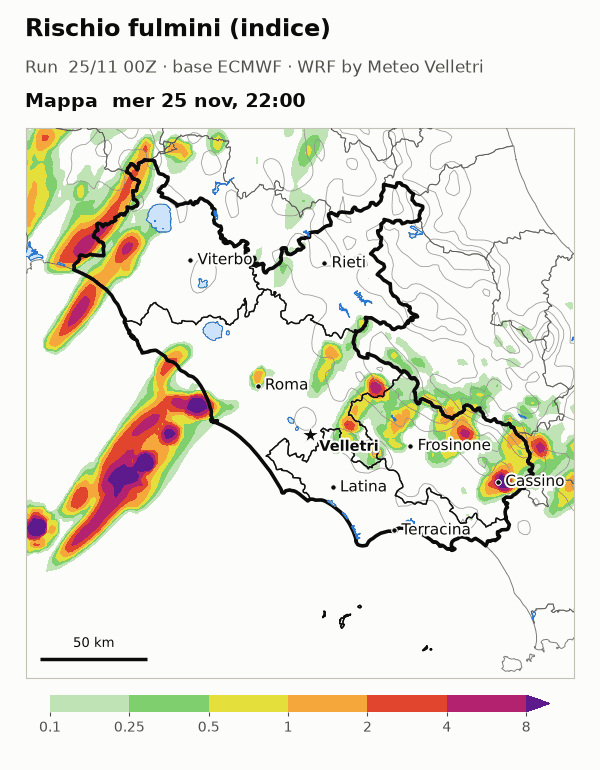 Rischio fulmini (indice)
Run  25/11 00Z · base ECMWF · WRF by Meteo Velletri
Mappa  mer 25 nov, 22:00
Viterbo
Rieti
Roma
Velletri
Frosinone
Cassino
Latina
Terracina
50 km
0.1 0.25 0.5 1 2 4 8